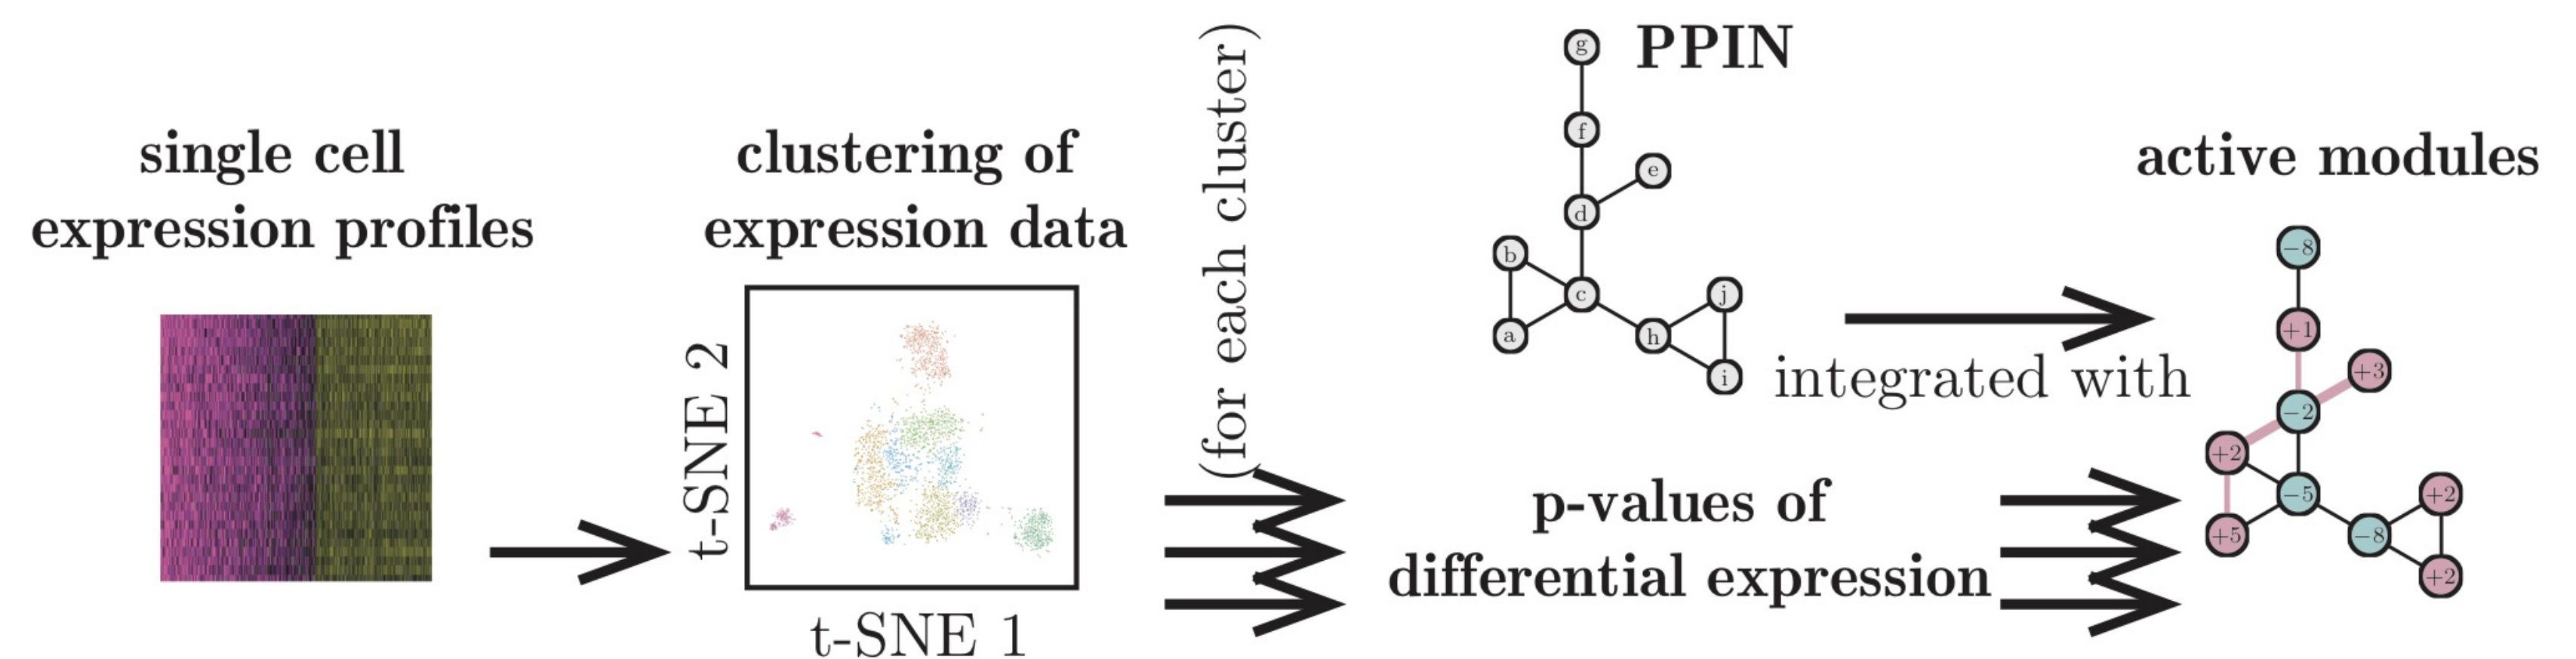 single cell
expression profiles
clustering of
expression data
t-SNE 2
t-SNE 1
(for each cluster)
PPIN
g
f
e
d
b
c
j
a
h
i
integrated with
p-values of
differential expression
active modules
−8
+1
+3
−2
+2
−5
+2
+5
−8
+2